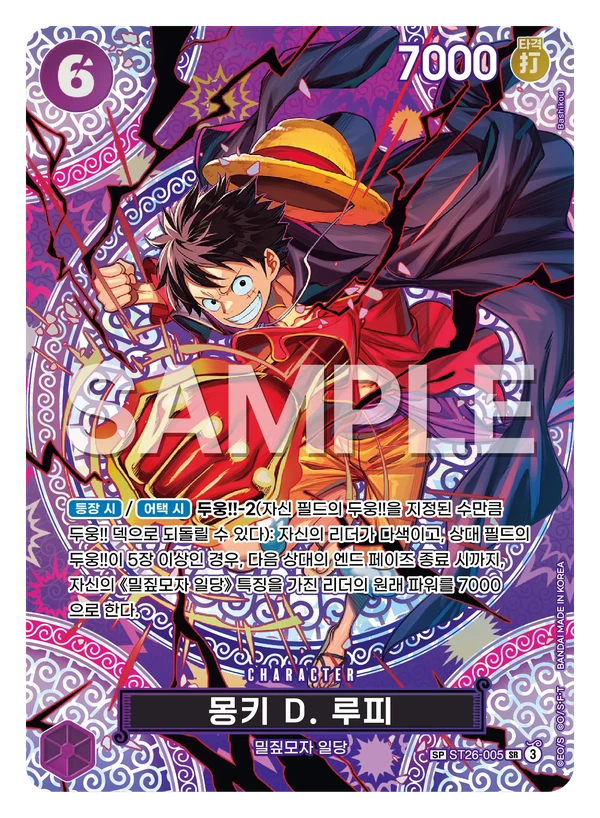 6
7000
타격
打
Bashikou
SAMPLE
등장 시 / 어택 시 두웅!!-2(자신 필드의 두웅!!을 지정된 수만큼
두웅!! 덱으로 되돌릴 수 있다): 자신의 리더가 다색이고, 상대 필드의
두웅!!이 5장 이상인 경우, 다음 상대의 엔드 페이즈 종료 시까지,
자신의 《밀짚모자 일당》 특징을 가진 리더의 원래 파워를 7000
으로 한다.
CHARACTER
몽키 D. 루피
밀짚모자 일당
SP ST26-005 SR 3
©EO/S ©O/S·F·T BANDAI MADE IN KOREA